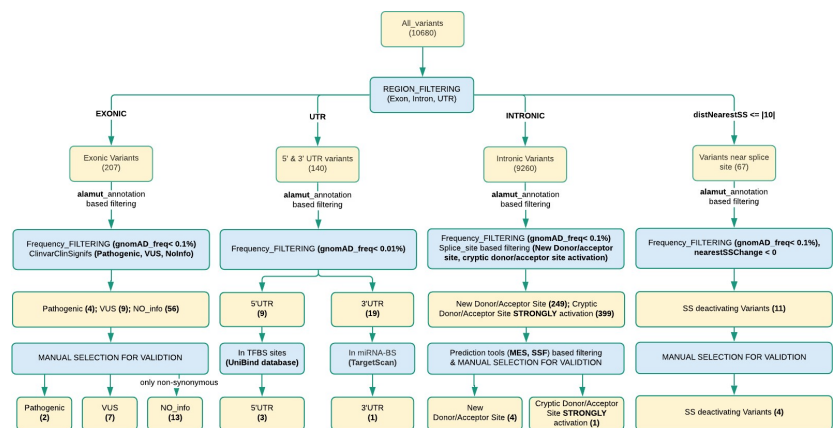 All_variants
(10680)
REGION_FILTERING
(Exon, Intron, UTR)
EXONIC
UTR
INTRONIC
distNearestSS <= |10|
Exonic Variants
(207)
5' & 3' UTR variants
(140)
Intronic Variants
(9260)
Variants near splice
site (67)
alamut_annotation
based filtering
alamut_annotation
based filtering
alamut_annotation
based filtering
alamut_annotation
based filtering
Frequency_FILTERING (gnomAD_freq< 0.1%)
ClinvarClinSignifs (Pathogenic, VUS, NoInfo)
Frequency_FILTERING (gnomAD_freq< 0.01%)
Frequency_FILTERING (gnomAD_freq< 0.1%)
Splice_site based filtering (New Donor/acceptor
site, cryptic donor/acceptor site activation)
Frequency_FILTERING (gnomAD_freq< 0.1%),
nearestSSChange < 0
Pathogenic (4); VUS (9); NO_info (56)
5'UTR
(9)
3'UTR
(19)
New Donor/Acceptor Site (249); Cryptic
Donor/Acceptor Site STRONGLY activation (399)
SS deactivating Variants (11)
MANUAL SELECTION FOR VALIDTION
In TFBS sites
(UniBind database)
In miRNA-BS
(TargetScan)
Prediction tools (MES, SSF) based filtering
& MANUAL SELECTION FOR VALIDTION
MANUAL SELECTION FOR VALIDTION
only non-synonymous
Pathogenic
(2)
VUS
(7)
NO_info
(13)
5'UTR
(3)
3'UTR
(1)
New
Donor/Acceptor Site (4)
Cryptic Donor/Acceptor
Site STRONGLY
activation (1)
SS deactivating Variants (4)